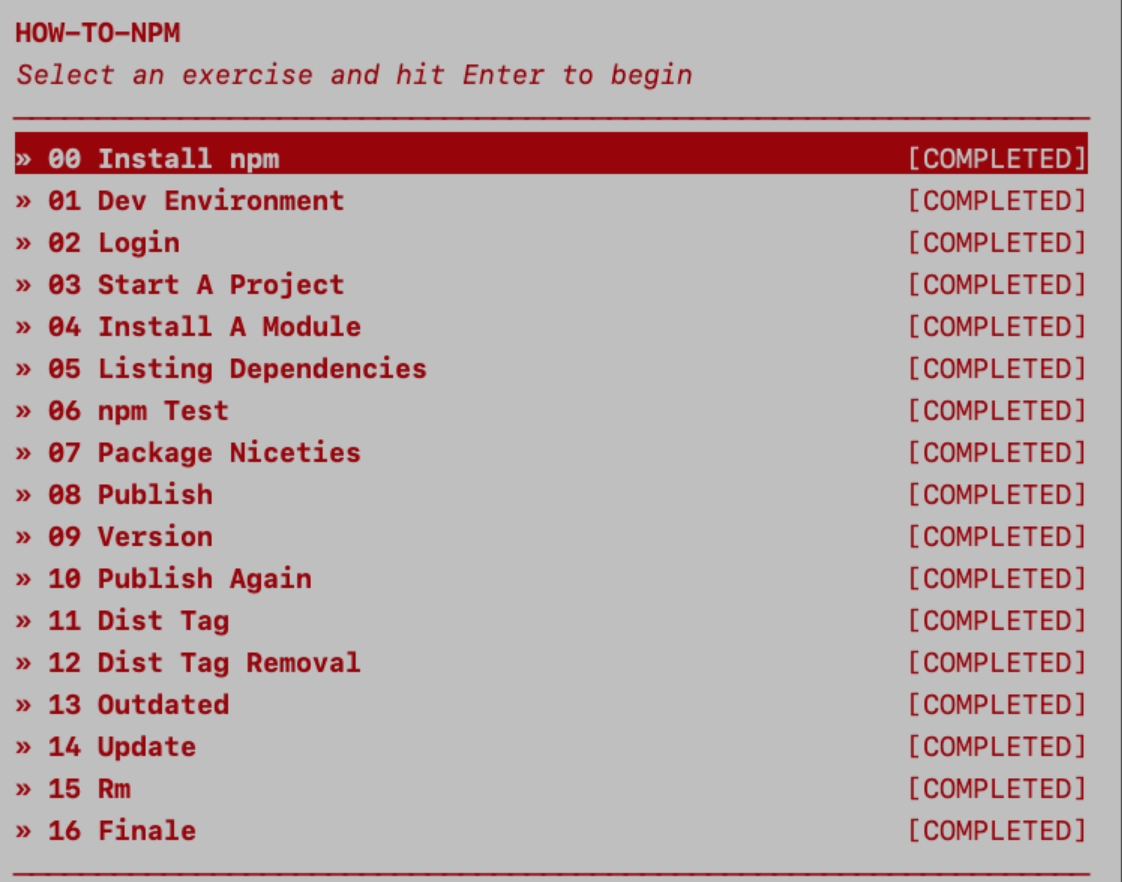 HOW-TO-NPM
Select an exercise and hit Enter to begin
» 00 Install npm [COMPLETED]
» 01 Dev Environment [COMPLETED]
» 02 Login [COMPLETED]
» 03 Start A Project [COMPLETED]
» 04 Install A Module [COMPLETED]
» 05 Listing Dependencies [COMPLETED]
» 06 npm Test [COMPLETED]
» 07 Package Niceties [COMPLETED]
» 08 Publish [COMPLETED]
» 09 Version [COMPLETED]
» 10 Publish Again [COMPLETED]
» 11 Dist Tag [COMPLETED]
» 12 Dist Tag Removal [COMPLETED]
» 13 Outdated [COMPLETED]
» 14 Update [COMPLETED]
» 15 Rm [COMPLETED]
» 16 Finale [COMPLETED]